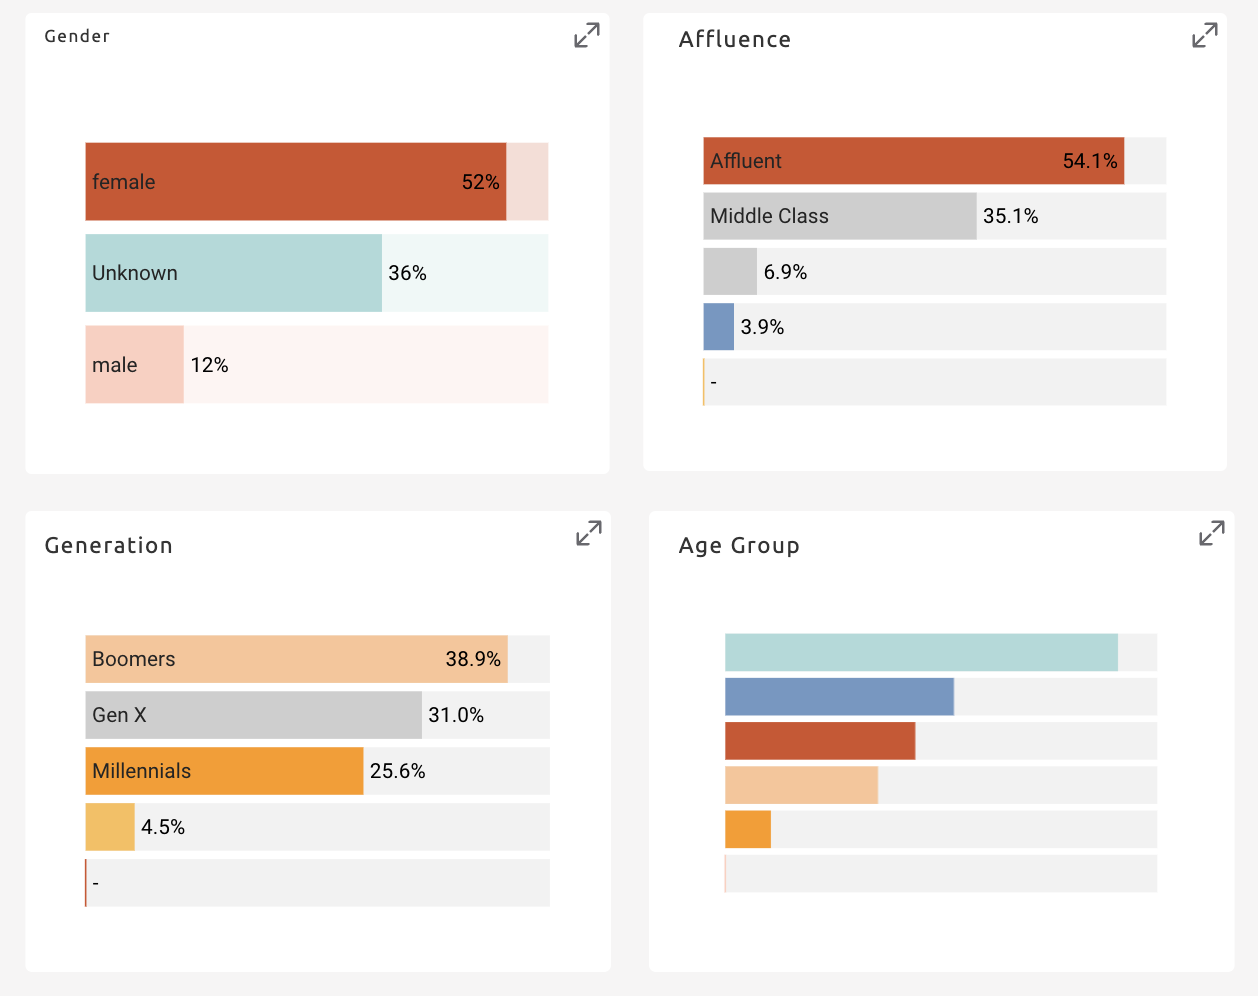 Gender
female 52%
Unknown 36%
male 12%
Affluence
Affluent 54.1%
Middle Class 35.1%
6.9%
3.9%
-
Generation
Boomers 38.9%
Gen X 31.0%
Millennials 25.6%
4.5%
-
Age Group